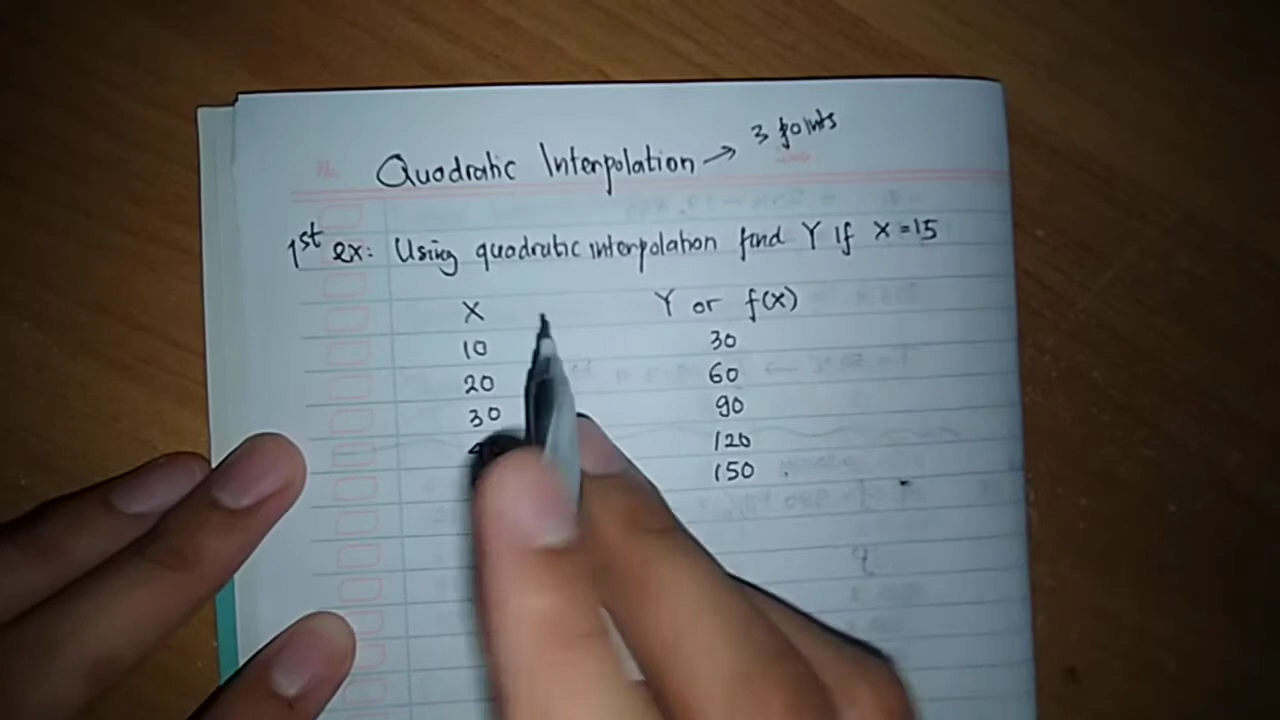 Quadratic Interpolation → 3 points
1st ex: Using quadratic interpolation find Y if X=15
X Y or f(x)
10 30
20 60
30 90
120
150